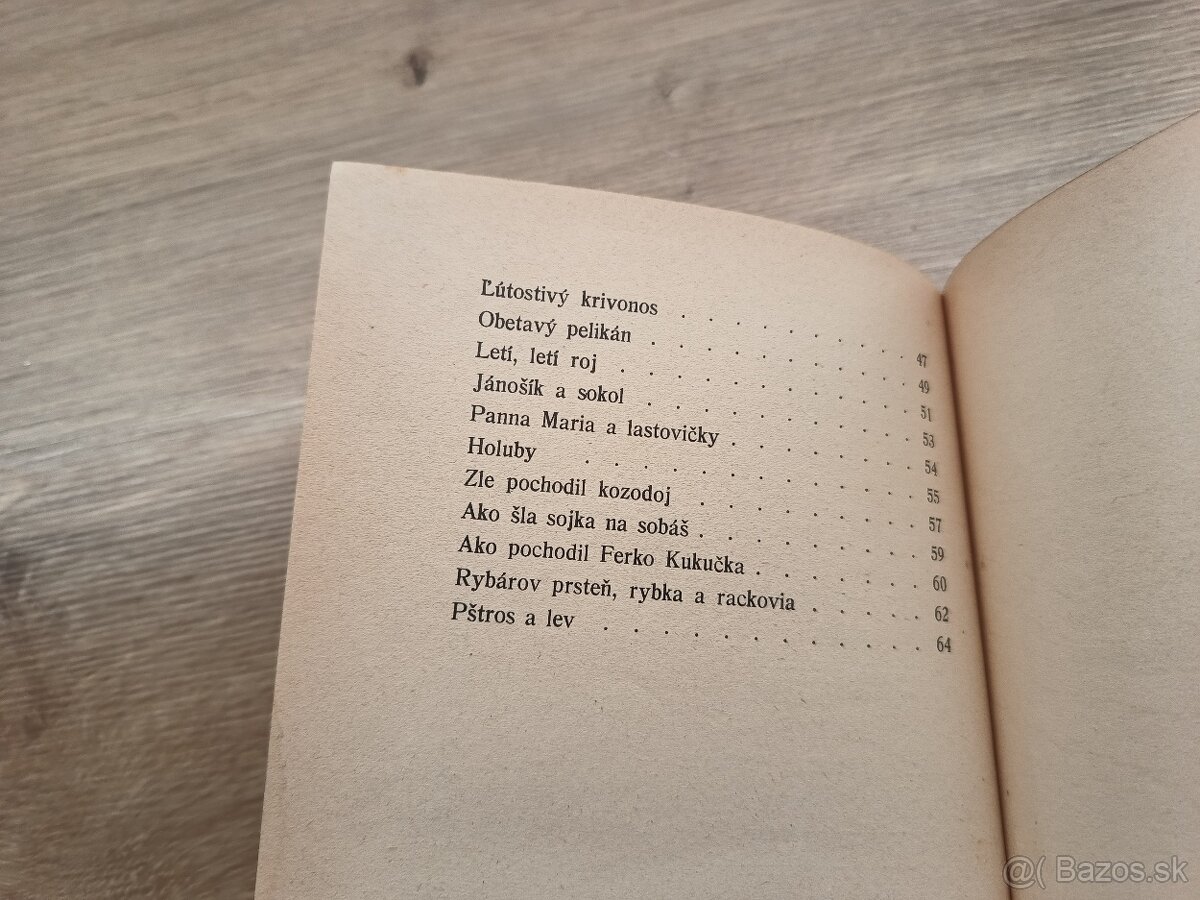 Ľútostivý krivonos . . . . . . . . . 47
Obetavý pelikán . . . . . . . . . . 49
Letí, letí roj . . . . . . . . . . . 51
Jánošík a sokol . . . . . . . . . . 53
Panna Maria a lastovičky . . . . . . . 54
Holuby . . . . . . . . . . . . 55
Zle pochodil kozodoj . . . . . . . . 57
Ako šla sojka na sobáš . . . . . . . . 59
Ako pochodil Ferko Kukučka . . . . . . 60
Rybárov prsteň, rybka a rackovia . . . . . 62
Pštros a lev . . . . . . . . . . . 64
@( Bazos.sk